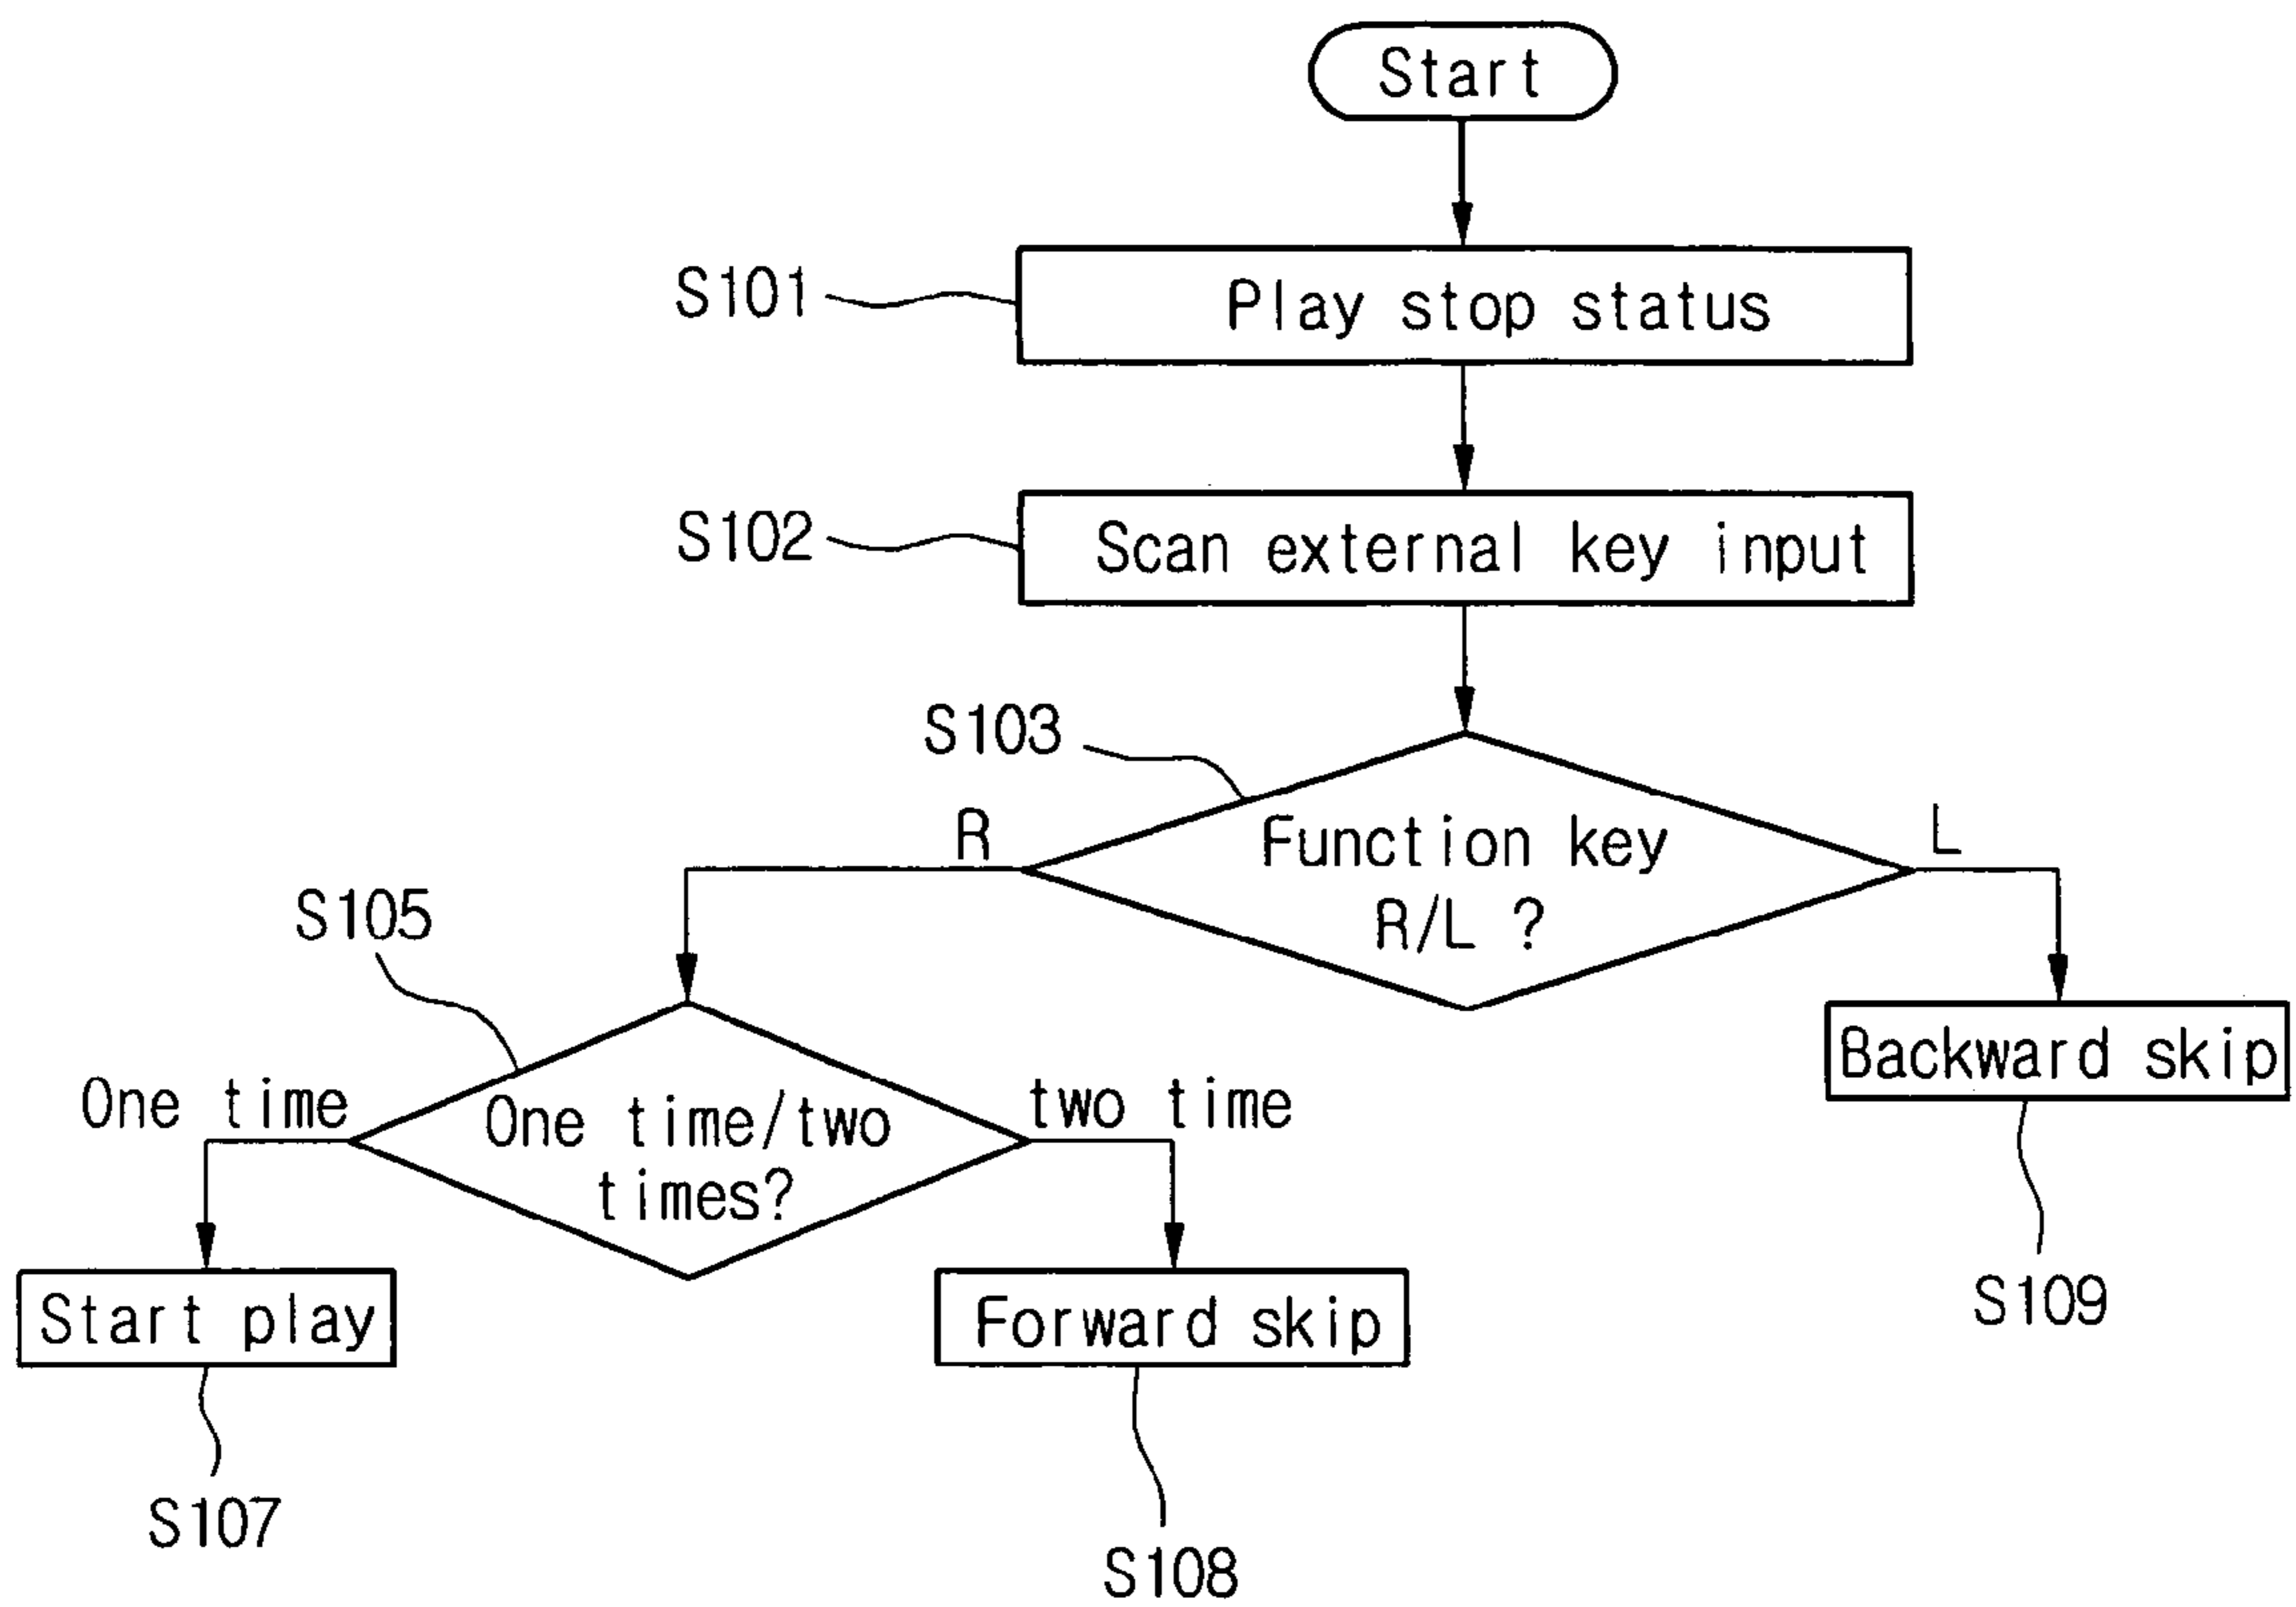 Start
S101
Play stop status
S102
Scan external key input
S103
R
Function key
R/L ?
L
S105
One time
One time/two
times?
two time
Backward skip
Start play
Forward skip
S109
S107
S108